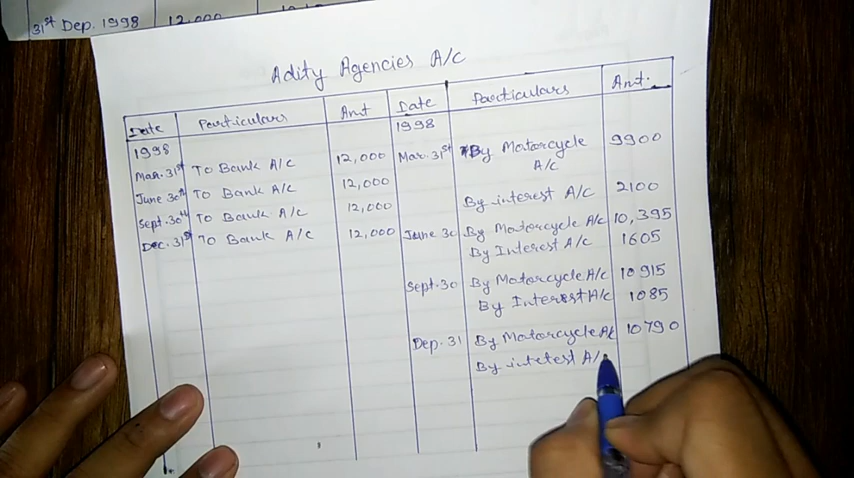 31st Dep. 1998 12,000
Adity Agencies A/C
Date Particulars Amt Date Particulars Amt.
1998 1998
Mar. 31st To Bank A/C 12,000 Mar. 31st By Motorcycle A/C 9900
June 30th To Bank A/C 12,000 By interest A/C 2100
Sept. 30th To Bank A/C 12,000 June 30 By Motorcycle A/C 10,395
By Interest A/C 1605
Dec. 31st To Bank A/C 12,000
Sept. 30 By Motorcycle A/C 10915
By Interest A/C 1085
Dep. 31 By Motorcycle A/C 10790
By intetest A/